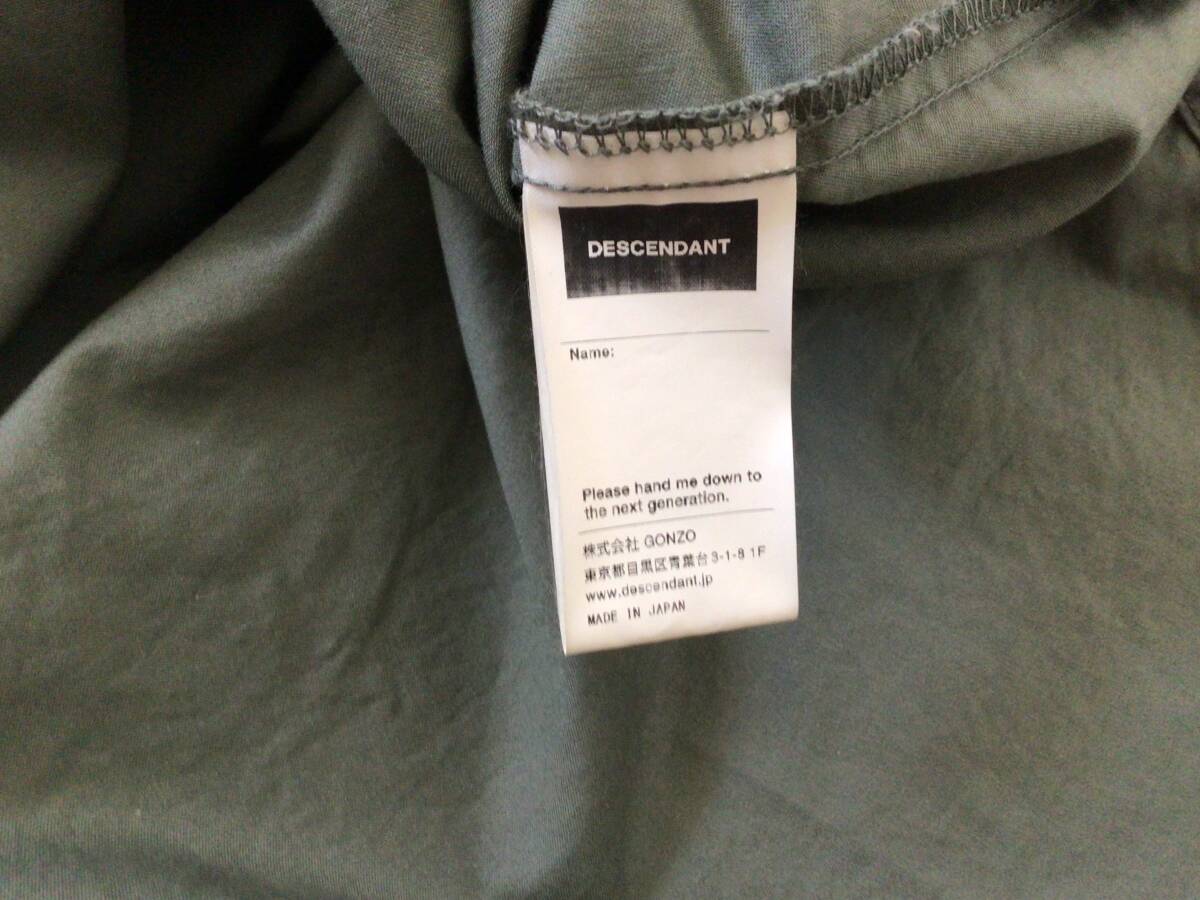 DESCENDANT
Name:
Please hand me down to
the next generation.
株式会社 GONZO
東京都目黒区青葉台3-1-8 1F
www.descendant.jp
MADE IN JAPAN